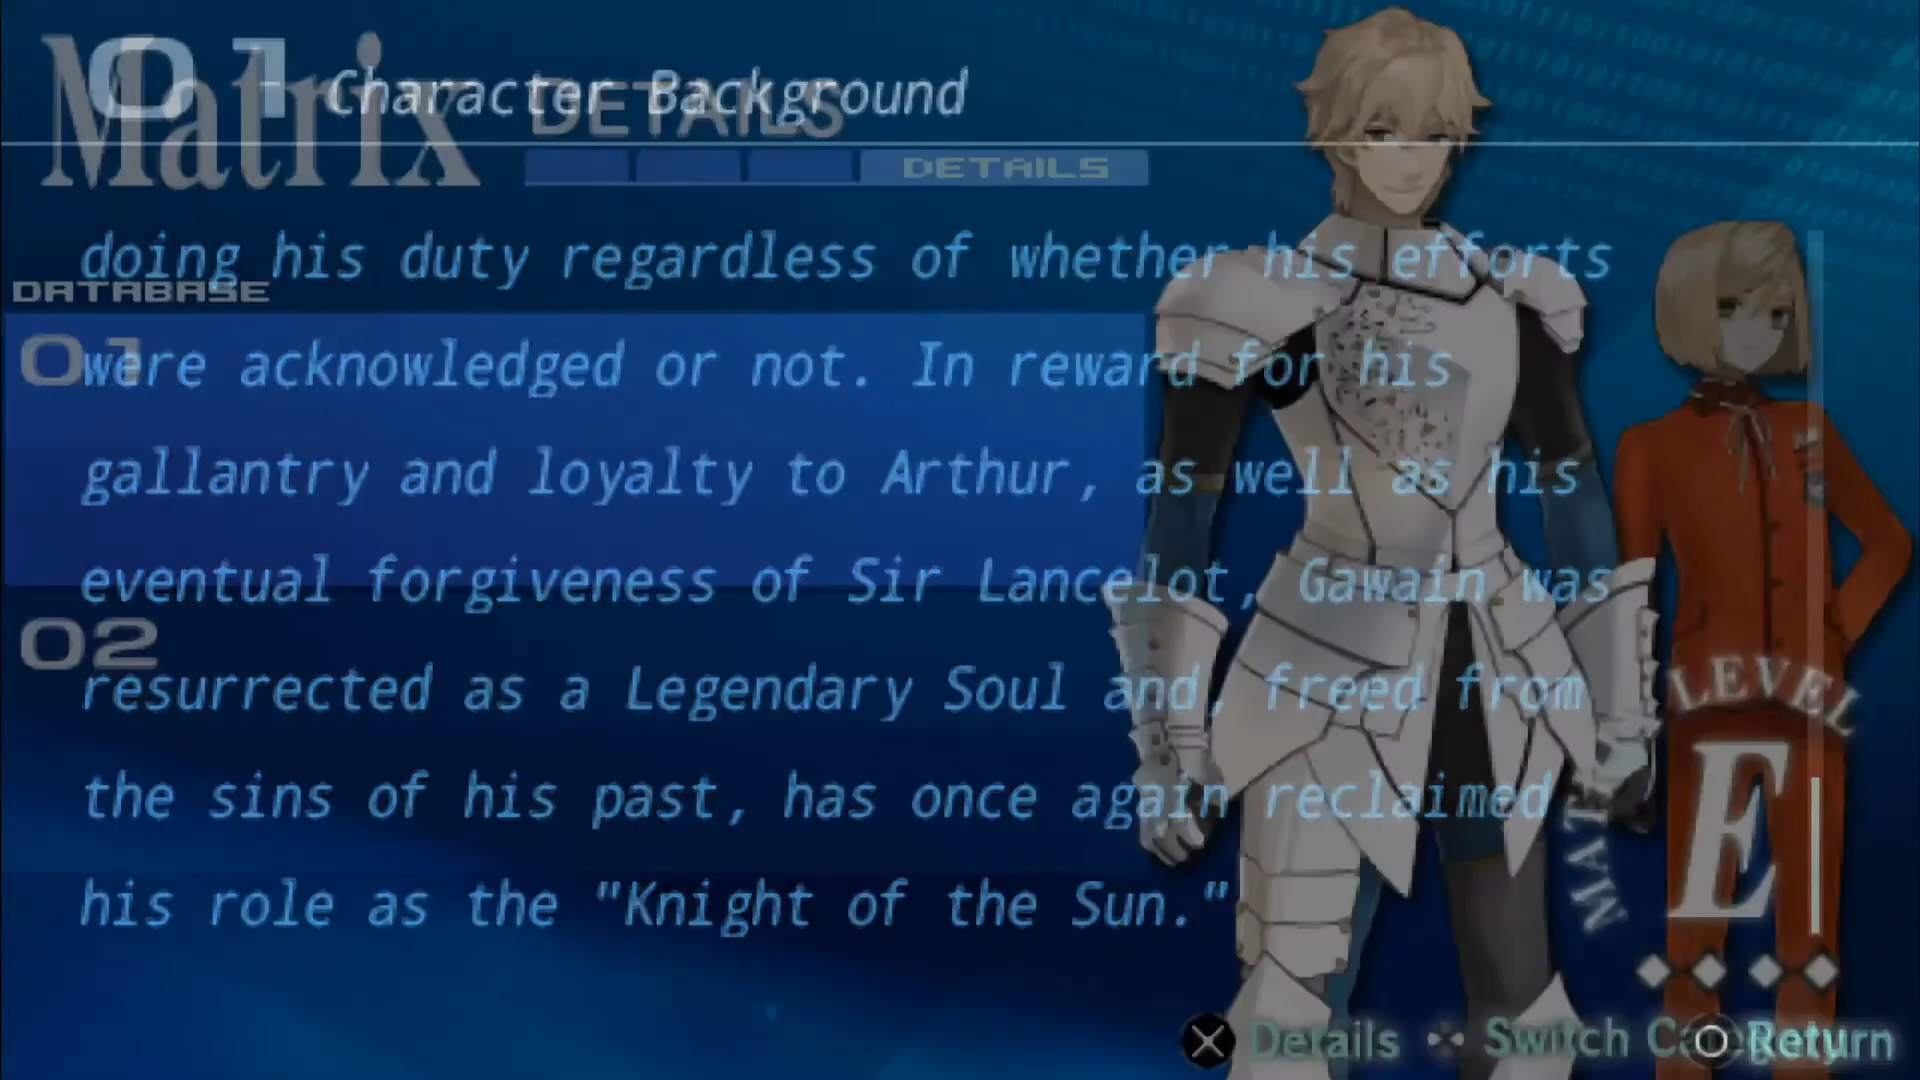 Matrix DETAILS
01 Character Background
DETAILS
DATABASE
doing his duty regardless of whether his efforts
01
were acknowledged or not. In reward for his
gallantry and loyalty to Arthur, as well as his
eventual forgiveness of Sir Lancelot, Gawain was
02
resurrected as a Legendary Soul and, freed from
the sins of his past, has once again reclaimed
his role as the "Knight of the Sun."
LEVEL
E
Details Switch Return